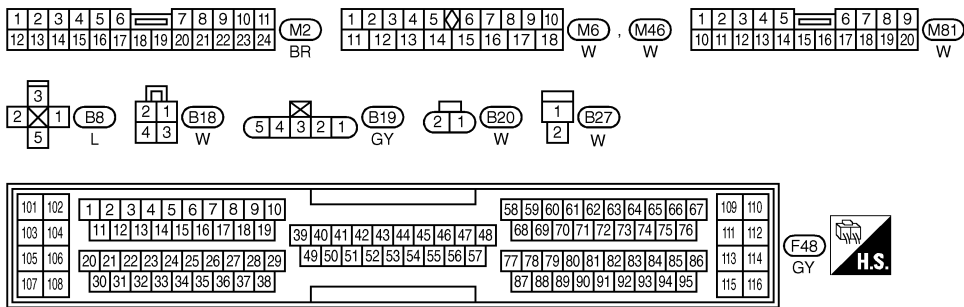 1 2 3 4 5 6 7 8 9 10 11
12 13 14 15 16 17 18 19 20 21 22 23 24
M2
BR
1 2 3 4 5 6 7 8 9 10
11 12 13 14 15 16 17 18
M6 , M46
W W
1 2 3 4 5 6 7 8 9
10 11 12 13 14 15 16 17 18 19 20
M81
W
3
2 1
5
B8
L
2 1
4 3
B18
W
5 4 3 2 1
B19
GY
2 1
B20
W
1
2
B27
W
101 102
103 104
105 106
107 108
1 2 3 4 5 6 7 8 9 10
11 12 13 14 15 16 17 18 19
20 21 22 23 24 25 26 27 28 29
30 31 32 33 34 35 36 37 38
39 40 41 42 43 44 45 46 47 48
49 50 51 52 53 54 55 56 57
58 59 60 61 62 63 64 65 66 67
68 69 70 71 72 73 74 75 76
77 78 79 80 81 82 83 84 85 86
87 88 89 90 91 92 93 94 95
109 110
111 112
113 114
115 116
F48
GY
H.S.